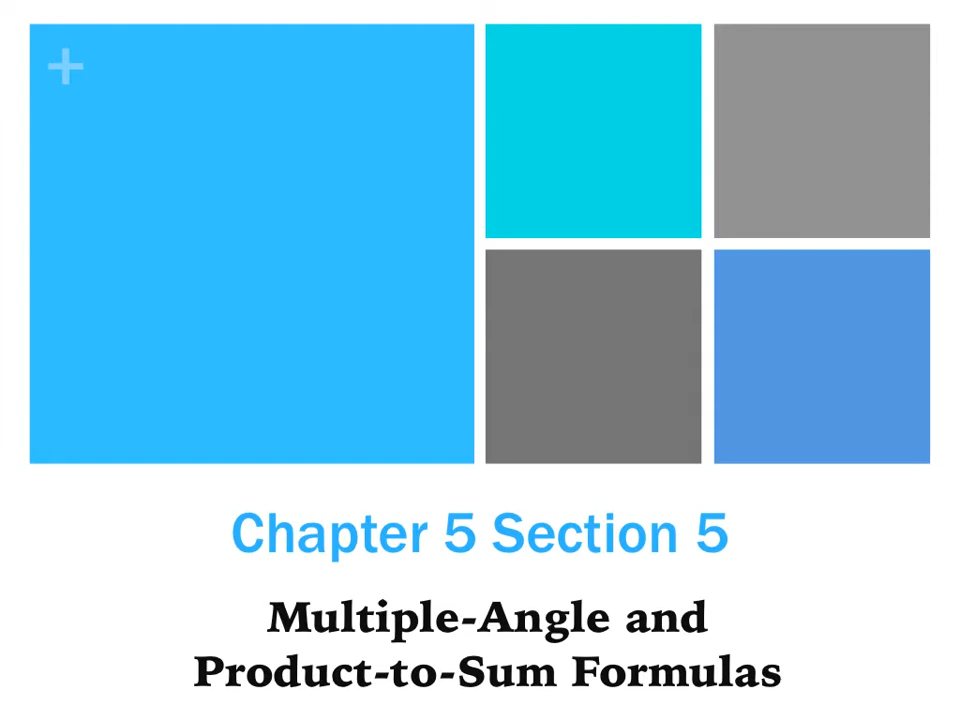 +
Chapter 5 Section 5
Multiple-Angle and
Product-to-Sum Formulas